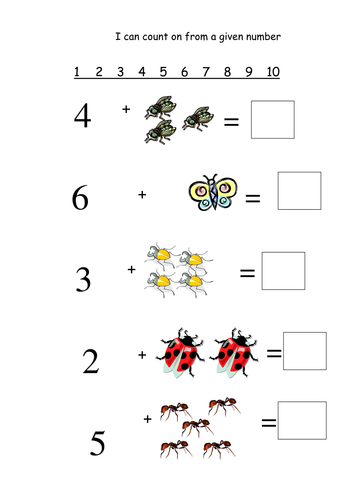 I can count on from a given number
1 2 3 4 5 6 7 8 9 10
4 + =
6 + =
3 + =
2 + =
5 + =